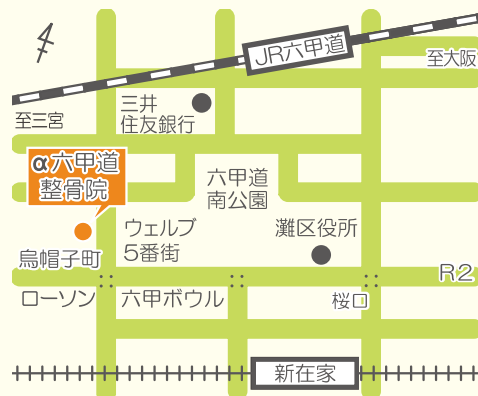 JR六甲道
至大阪
三井
住友銀行
至三宮
α六甲道
整骨院
六甲道
南公園
ウェルブ
5番街
灘区役所
烏帽子町
R2
ローソン
六甲ボウル
桜口
新在家